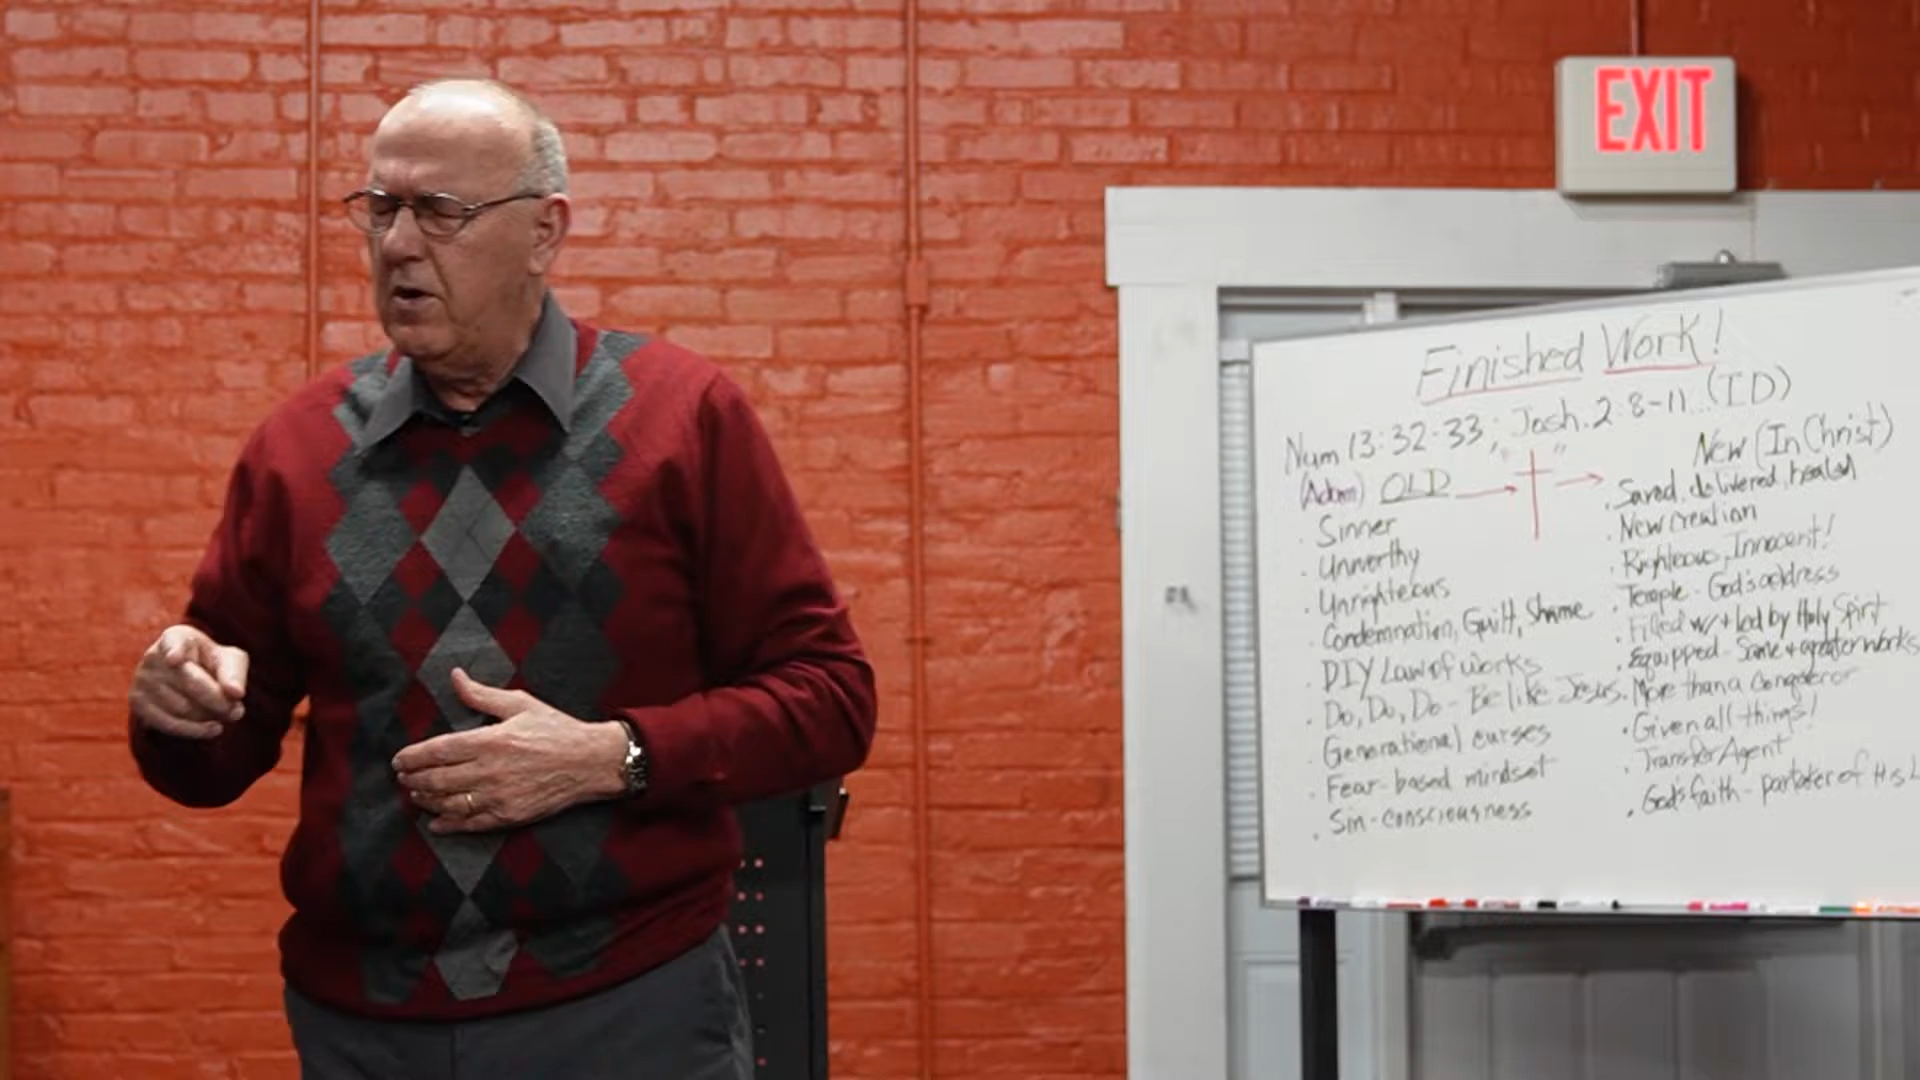 EXIT
Finished Work!
Num 13:32-33; Josh. 2:8-11...(ID)
(Adam) OLD
Sinner
Unworthy
Unrighteous
Condemnation, Guilt, Shame
DIY Law of works
Do, Do, Do - Be like Jesus
Generational curses
Fear-based mindset
Sin-consciousness
New (In Christ)
Saved, delivered, healed
New Creation
Righteous, Innocent!
Temple - God's address
Filled w/ + led by Holy Spirit
Equipped - Same + greater works
More than a conqueror
Given all things!
Transfer Agent
God's faith - partaker of His